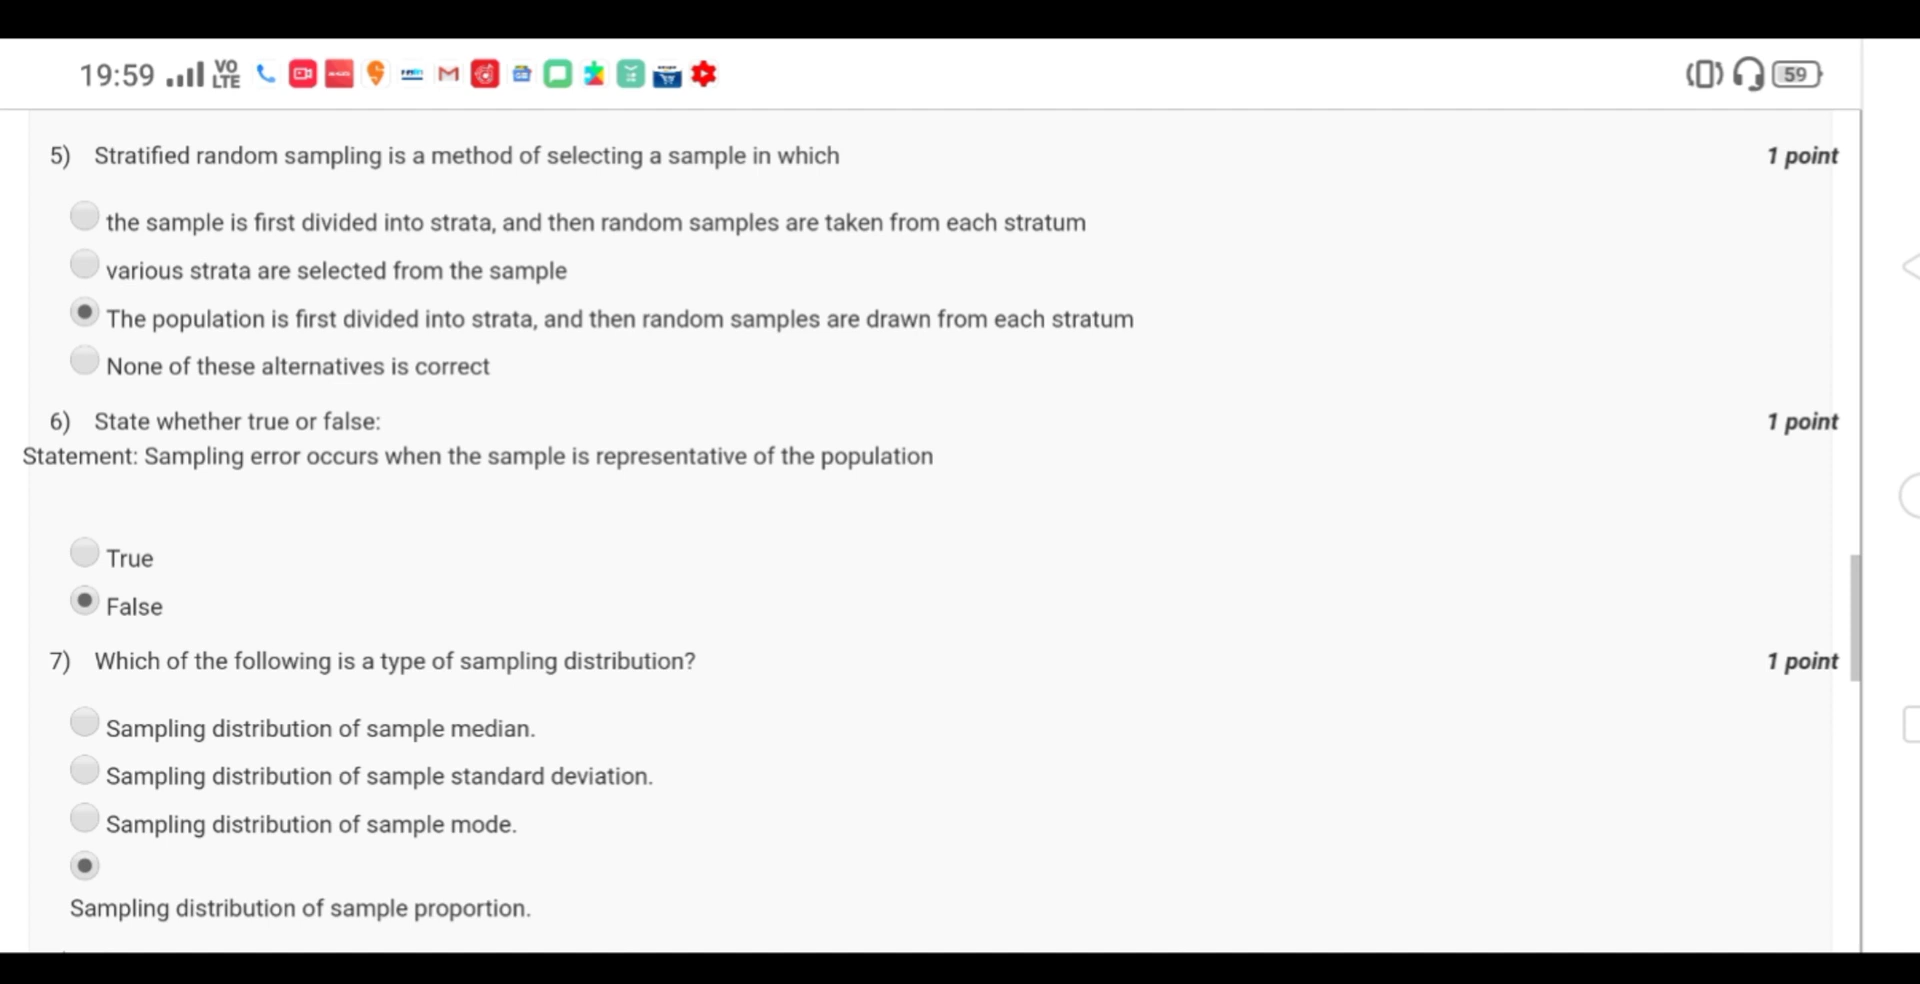 19:59 VO LTE 59
5) Stratified random sampling is a method of selecting a sample in which 1 point
the sample is first divided into strata, and then random samples are taken from each stratum
various strata are selected from the sample
The population is first divided into strata, and then random samples are drawn from each stratum
None of these alternatives is correct
6) State whether true or false: 1 point
Statement: Sampling error occurs when the sample is representative of the population
True
False
7) Which of the following is a type of sampling distribution? 1 point
Sampling distribution of sample median.
Sampling distribution of sample standard deviation.
Sampling distribution of sample mode.
Sampling distribution of sample proportion.